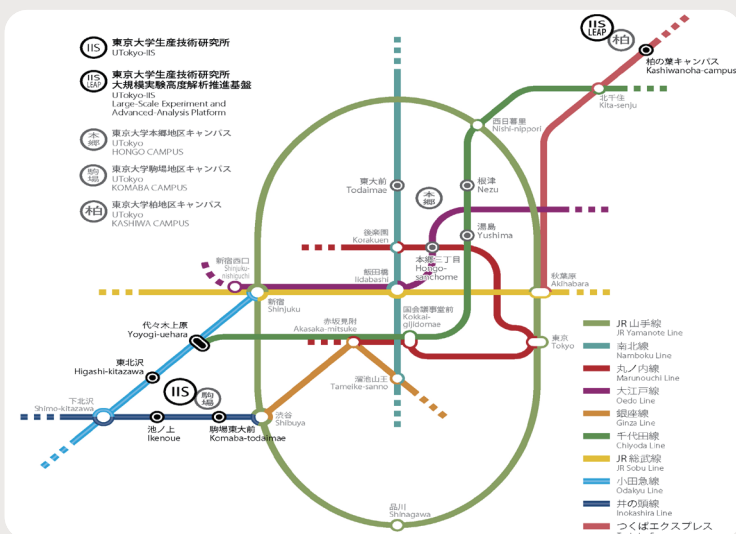 IIS
東京大学生産技術研究所
UTokyo-IIS
IIS
LEAP
東京大学生産技術研究所
大規模実験高度解析推進基盤
UTokyo-IIS
Large-Scale Experiment and
Advanced-Analysis Platform
本郷
東京大学本郷地区キャンパス
UTokyo
HONGO CAMPUS
駒場
東京大学駒場地区キャンパス
UTokyo
KOMABA CAMPUS
柏
東京大学柏地区キャンパス
UTokyo
KASHIWA CAMPUS
IIS
LEAP
柏
柏の葉キャンパス
Kashiwanoha-campus
北千住
Kita-senju
西日暮里
Nishi-nippori
東大前
Todaimae
根津
Nezu
本郷
湯島
Yushima
後楽園
Korakuen
本郷三丁目
Hongo-
sanchome
新宿西口
Shinjuku-
nishiguchi
飯田橋
Iidabashi
秋葉原
Akihabara
新宿
Shinjuku
国会議事堂前
Kokkai-
gijidomae
赤坂見附
Akasaka-mitsuke
東京
Tokyo
代々木上原
Yoyogi-uehara
東北沢
Higashi-kitazawa
溜池山王
Tameike-sanno
IIS
駒場
下北沢
Shimo-kitazawa
池ノ上
Ikenoue
駒場東大前
Komaba-todaimae
渋谷
Shibuya
品川
Shinagawa
JR 山手線
JR Yamanote Line
南北線
Namboku Line
丸ノ内線
Marunouchi Line
大江戸線
Oedo Line
銀座線
Ginza Line
千代田線
Chiyoda Line
JR 総武線
JR Sobu Line
小田急線
Odakyu Line
井の頭線
Inokashira Line
つくばエクスプレス